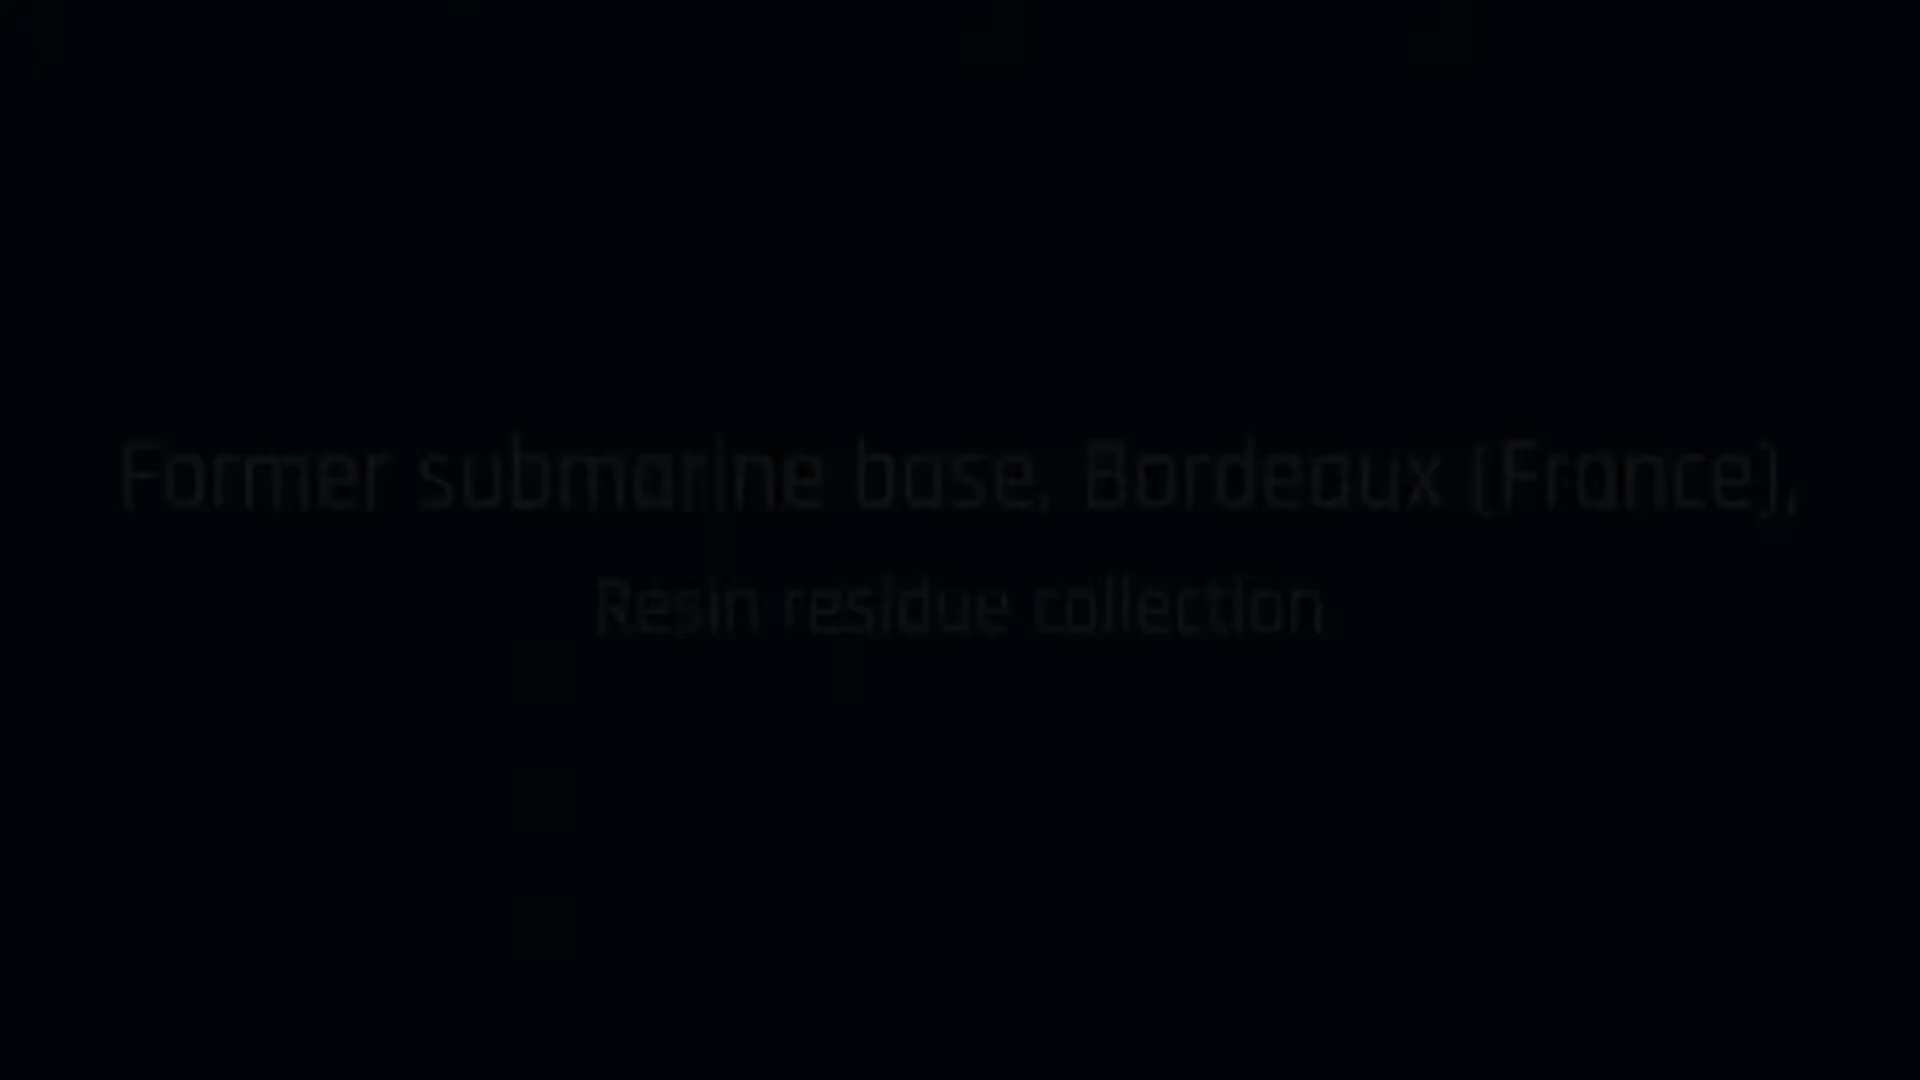 Former submarine base, Bordeaux (France),
Resin residue collection